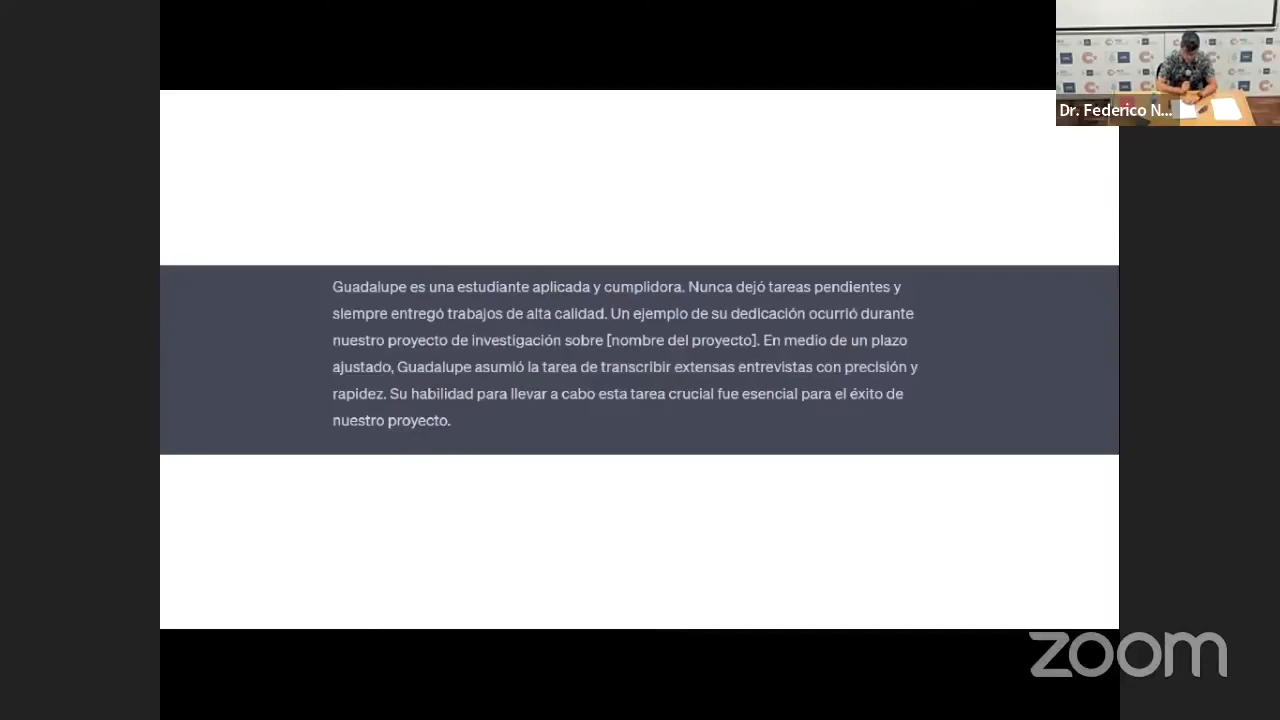 Dr. Federico N...
Guadalupe es una estudiante aplicada y cumplidora. Nunca dejó tareas pendientes y
siempre entregó trabajos de alta calidad. Un ejemplo de su dedicación ocurrió durante
nuestro proyecto de investigación sobre [nombre del proyecto]. En medio de un plazo
ajustado, Guadalupe asumió la tarea de transcribir extensas entrevistas con precisión y
rapidez. Su habilidad para llevar a cabo esta tarea crucial fue esencial para el éxito de
nuestro proyecto.
zoom